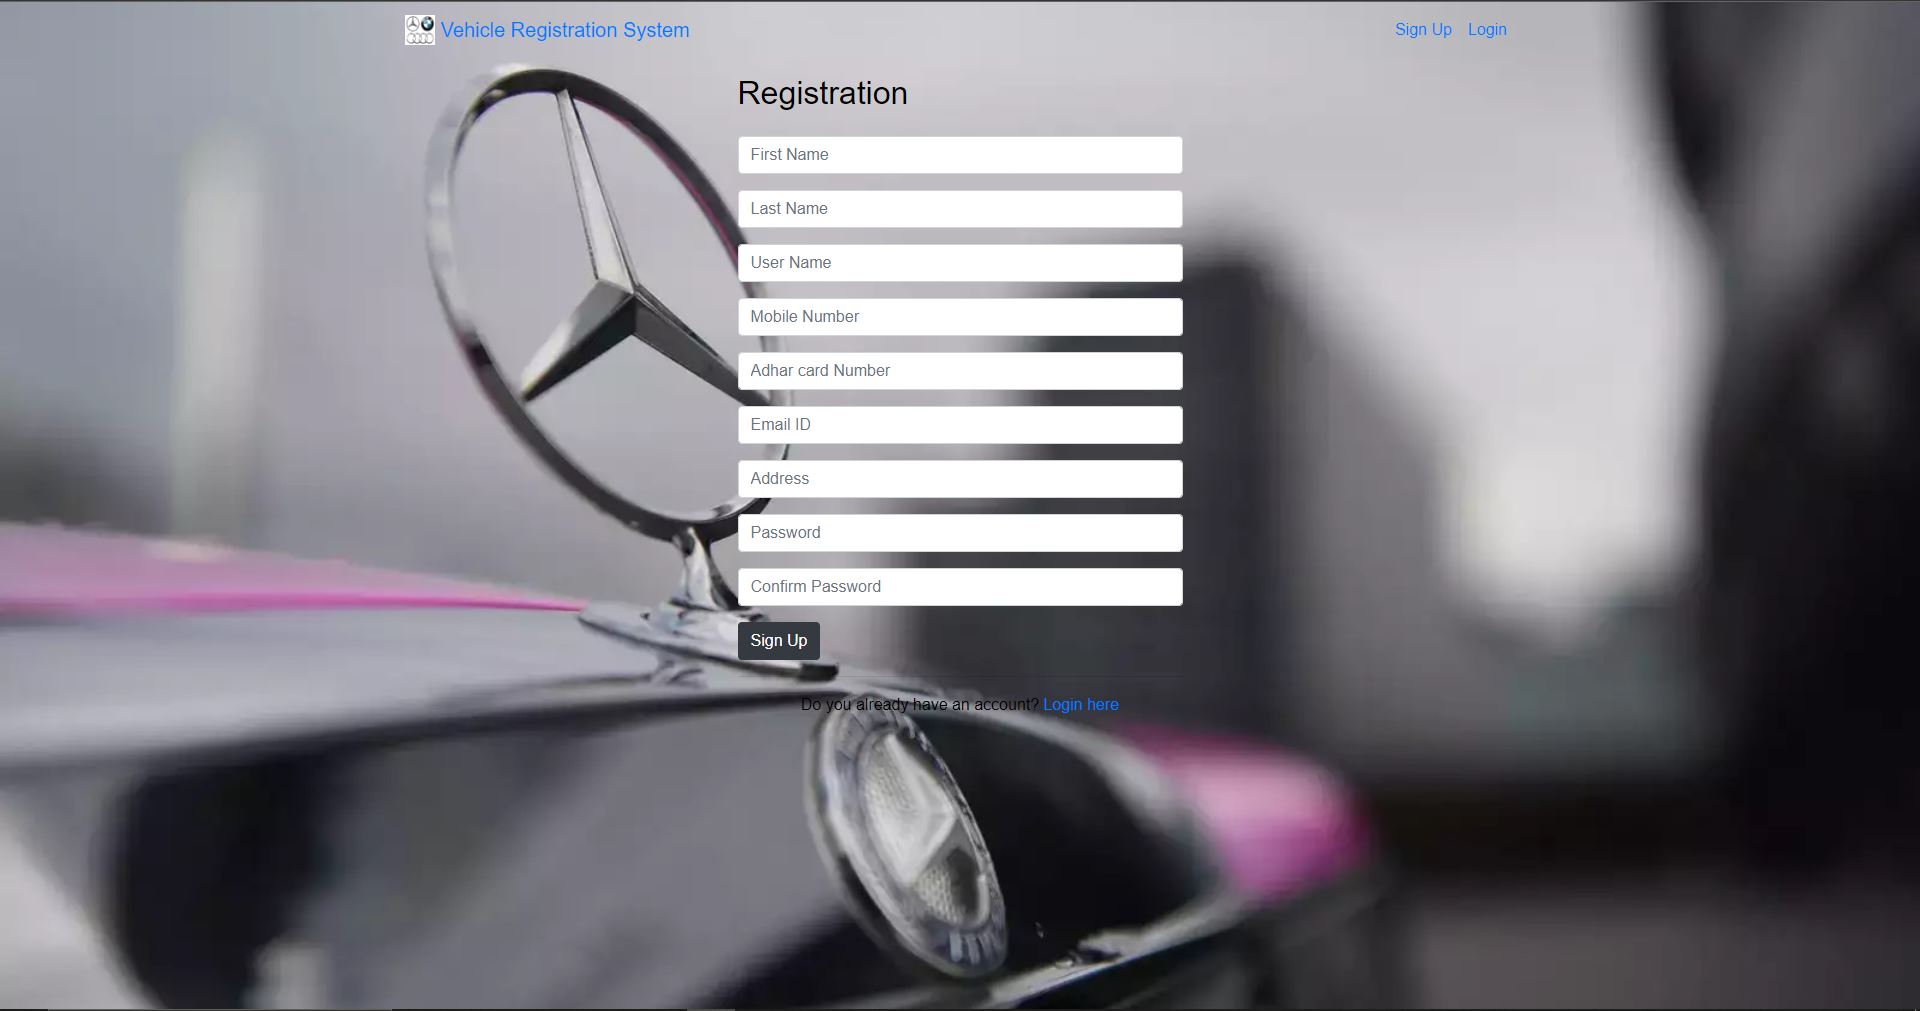 Vehicle Registration System
Sign Up Login
Registration
First Name
Last Name
User Name
Mobile Number
Adhar card Number
Email ID
Address
Password
Confirm Password
Sign Up
Do you already have an account? Login here